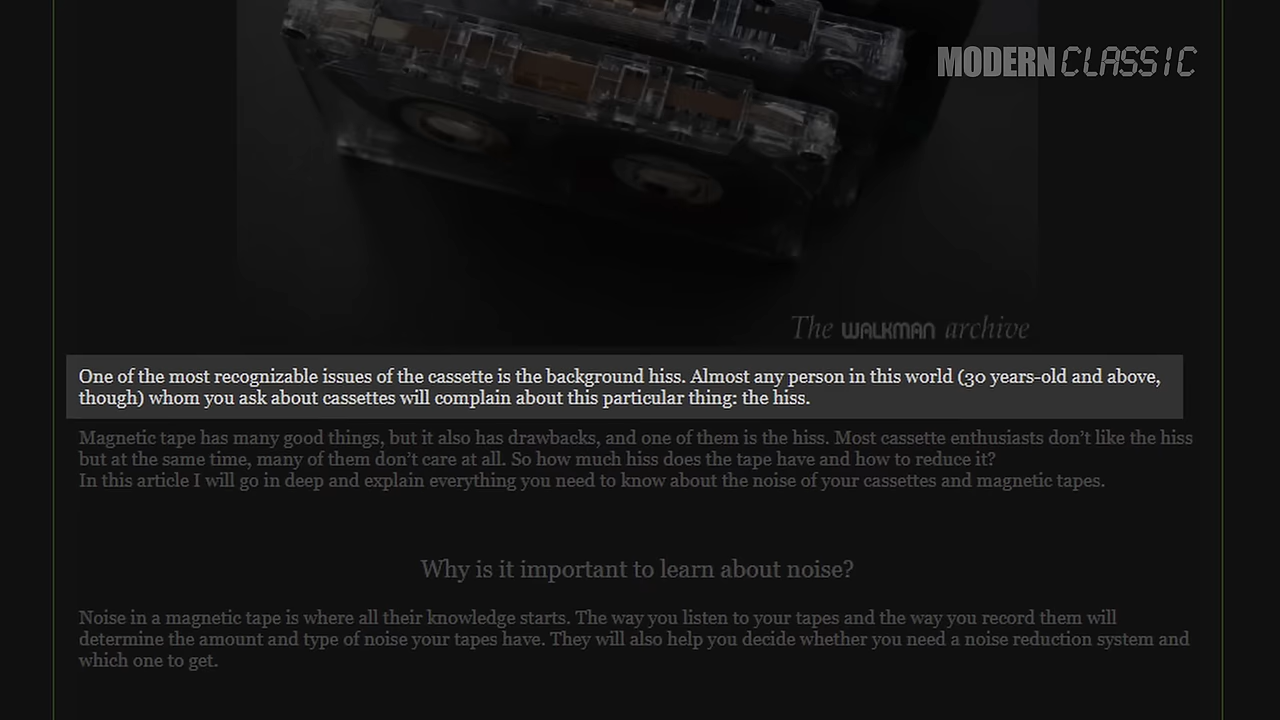 MODERN CLASSIC
The WALKMAN archive
One of the most recognizable issues of the cassette is the background hiss. Almost any person in this world (30 years-old and above,
though) whom you ask about cassettes will complain about this particular thing: the hiss.
Magnetic tape has many good things, but it also has drawbacks, and one of them is the hiss. Most cassette enthusiasts don’t like the hiss
but at the same time, many of them don’t care at all. So how much hiss does the tape have and how to reduce it?
In this article I will go in deep and explain everything you need to know about the noise of your cassettes and magnetic tapes.
Why is it important to learn about noise?
Noise in a magnetic tape is where all their knowledge starts. The way you listen to your tapes and the way you record them will
determine the amount and type of noise your tapes have. They will also help you decide whether you need a noise reduction system and
which one to get.